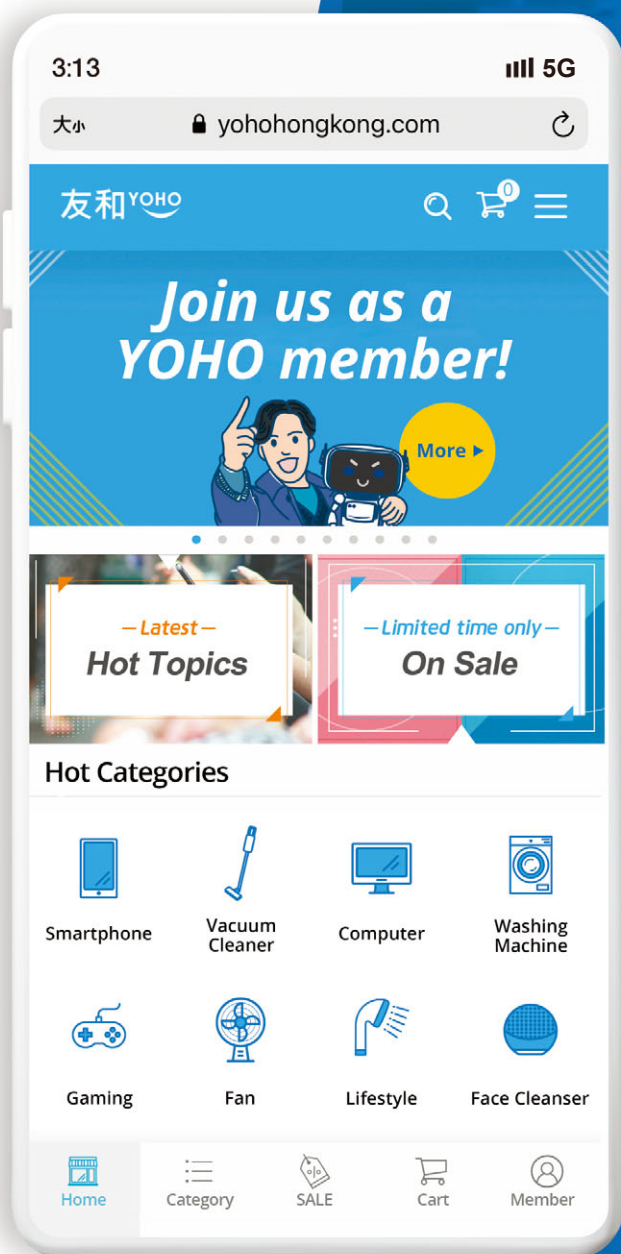 3:13
5G
大小
yohohongkong.com
友和YOHO
0
Join us as a
YOHO member!
More
Latest
Hot Topics
Limited time only
On Sale
Hot Categories
Smartphone
Vacuum
Cleaner
Computer
Washing
Machine
Gaming
Fan
Lifestyle
Face Cleanser
Home
Category
SALE
Cart
Member